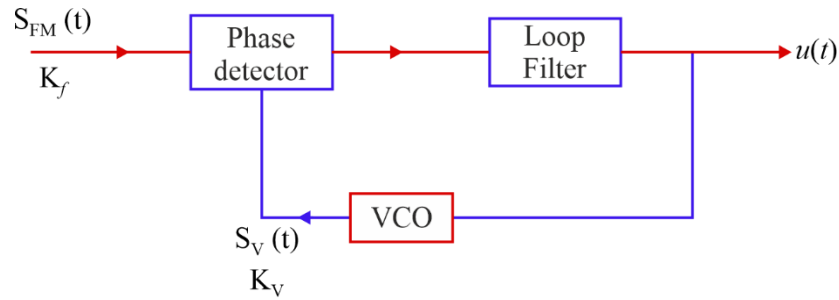 S_FM (t)
K_f
Phase
detector
Loop
Filter
u(t)
VCO
S_V (t)
K_V